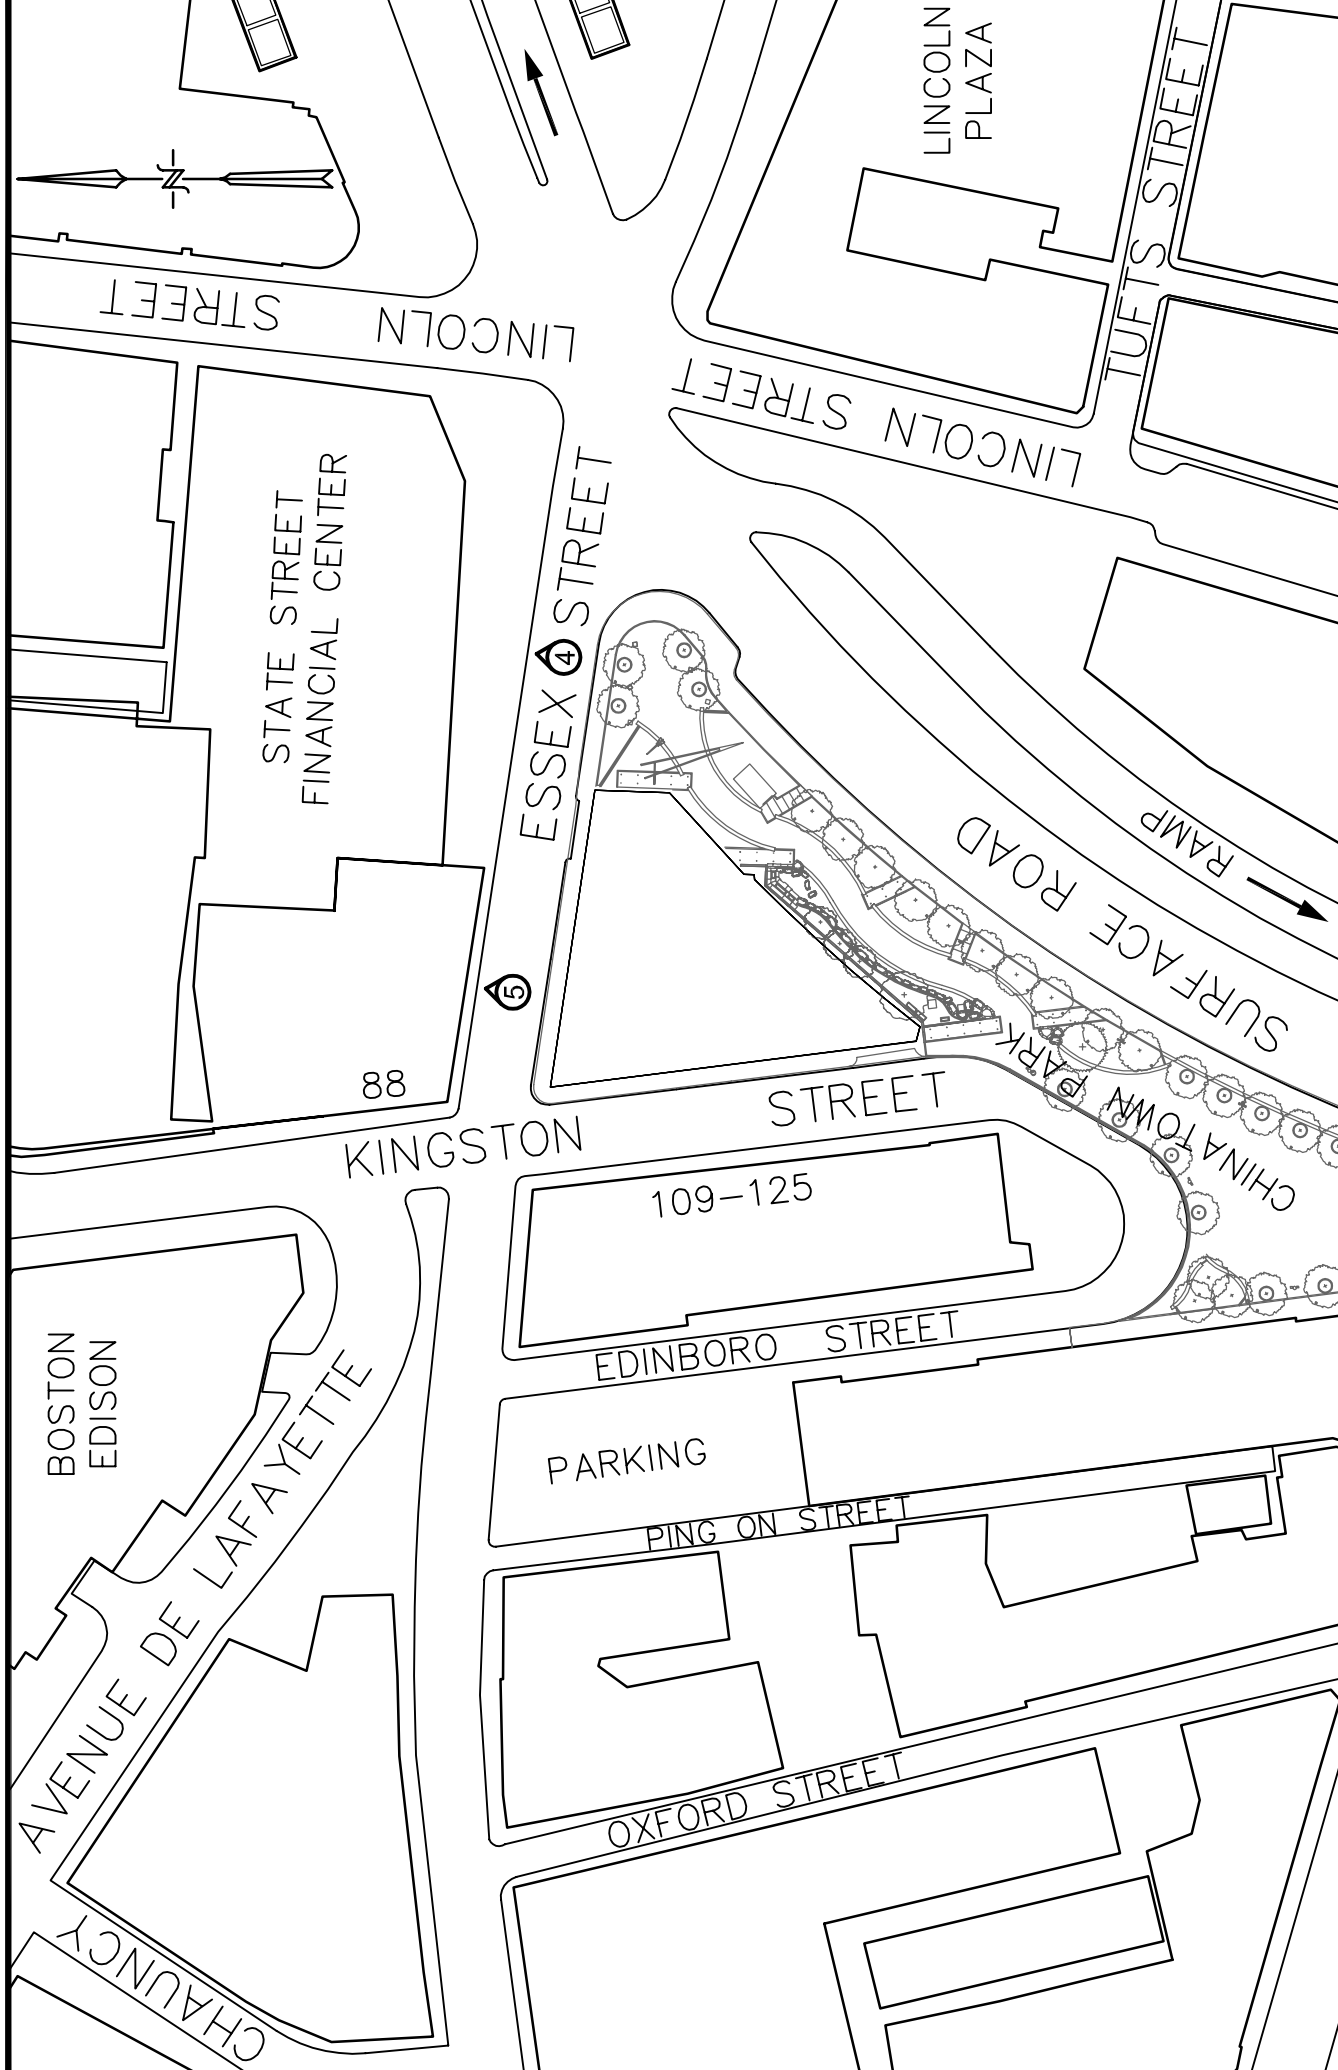 LINCOLN
PLAZA
TUFTS STREET
N
LINCOLN STREET
LINCOLN STREET
STATE STREET
FINANCIAL CENTER
ESSEX STREET
4
5
SURFACE ROAD
RAMP
88
KINGSTON STREET
CHINATOWN PARK
109-125
EDINBORO STREET
BOSTON
EDISON
PARKING
PING ON STREET
AVENUE DE LAFAYETTE
OXFORD STREET
CHAUNCY